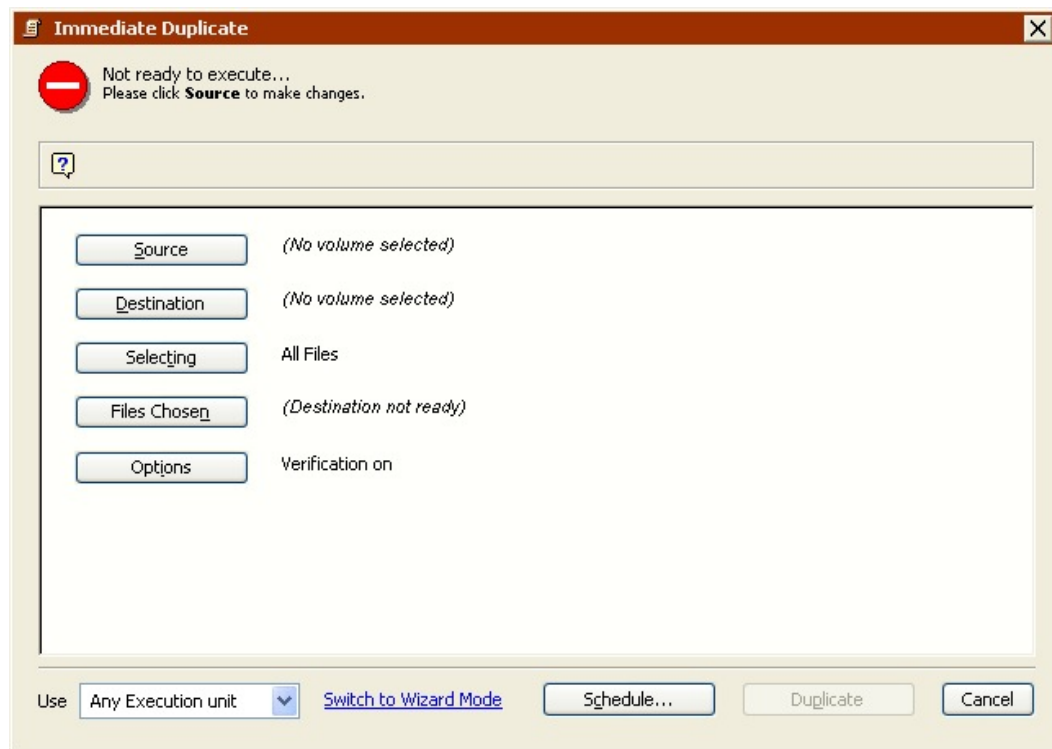 Immediate Duplicate
Not ready to execute...
Please click Source to make changes.
?
Source (No volume selected)
Destination (No volume selected)
Selecting All Files
Files Chosen (Destination not ready)
Options Verification on
Use Any Execution unit Switch to Wizard Mode Schedule... Duplicate Cancel